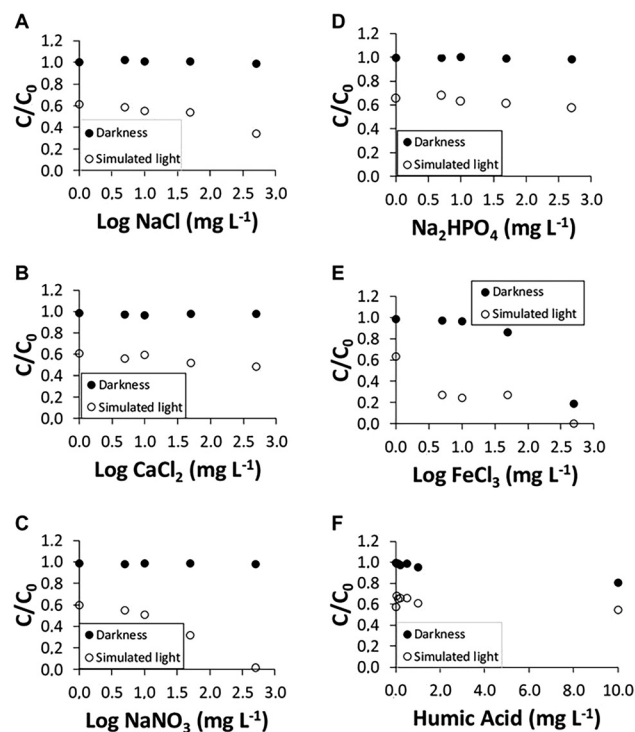 A
1.2
1.0
0.8
0.6
0.4
0.2
0.0
C/C0
Darkness
Simulated light
0.0 0.5 1.0 1.5 2.0 2.5 3.0
Log NaCl (mg L-1)
B
1.2
1.0
0.8
0.6
0.4
0.2
0.0
C/C0
Darkness
Simulated light
0.0 0.5 1.0 1.5 2.0 2.5 3.0
Log CaCl2 (mg L-1)
C
1.2
1.0
0.8
0.6
0.4
0.2
0.0
C/C0
Darkness
Simulated light
0.0 0.5 1.0 1.5 2.0 2.5 3.0
Log NaNO3 (mg L-1)
D
1.2
1.0
0.8
0.6
0.4
0.2
0.0
C/C0
Darkness
Simulated light
0.0 0.5 1.0 1.5 2.0 2.5 3.0
Na2HPO4 (mg L-1)
E
1.2
1.0
0.8
0.6
0.4
0.2
0.0
C/C0
Darkness
Simulated light
0.0 0.5 1.0 1.5 2.0 2.5 3.0
Log FeCl3 (mg L-1)
F
1.2
1.0
0.8
0.6
0.4
0.2
0.0
C/C0
Darkness
Simulated light
0.0 2.0 4.0 6.0 8.0 10.0
Humic Acid (mg L-1)